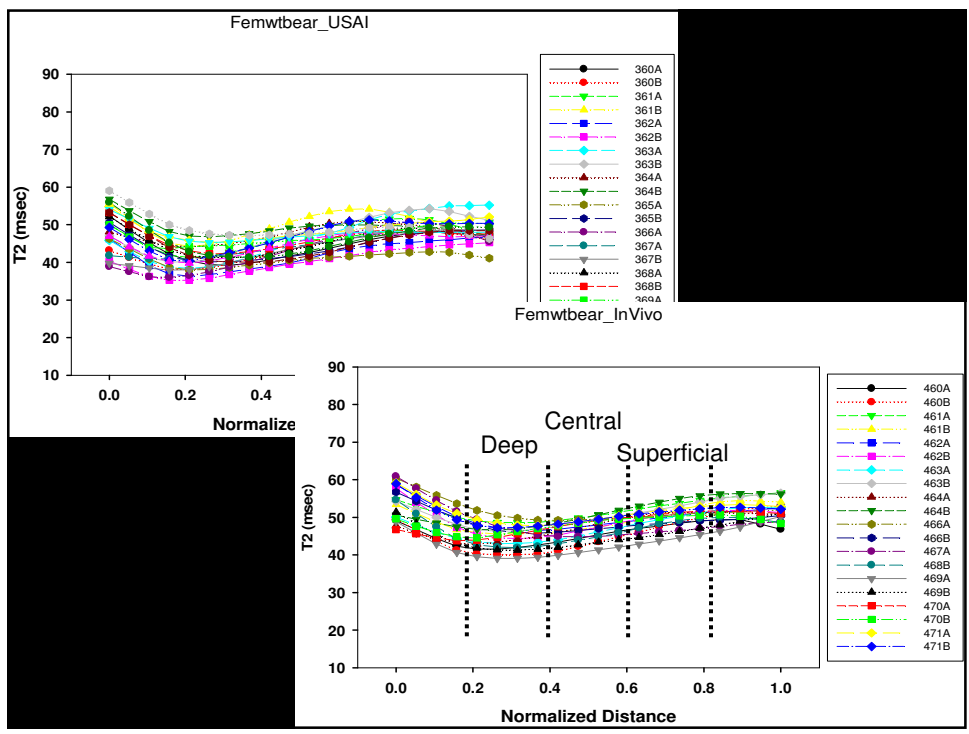 Femwtbear_USAI
T2 (msec)
90
80
70
60
50
40
30
20
10
0.0
0.2
0.4
Normalize
360A
360B
361A
361B
362A
362B
363A
363B
364A
364B
365A
365B
366A
367A
367B
368A
368B
369A
Femwtbear_InVivo
T2 (msec)
90
80
70
60
50
40
30
20
10
Deep
Central
Superficial
0.0
0.2
0.4
0.6
0.8
1.0
Normalized Distance
460A
460B
461A
461B
462A
462B
463A
463B
464A
464B
466A
466B
467A
468B
469A
469B
470A
470B
471A
471B